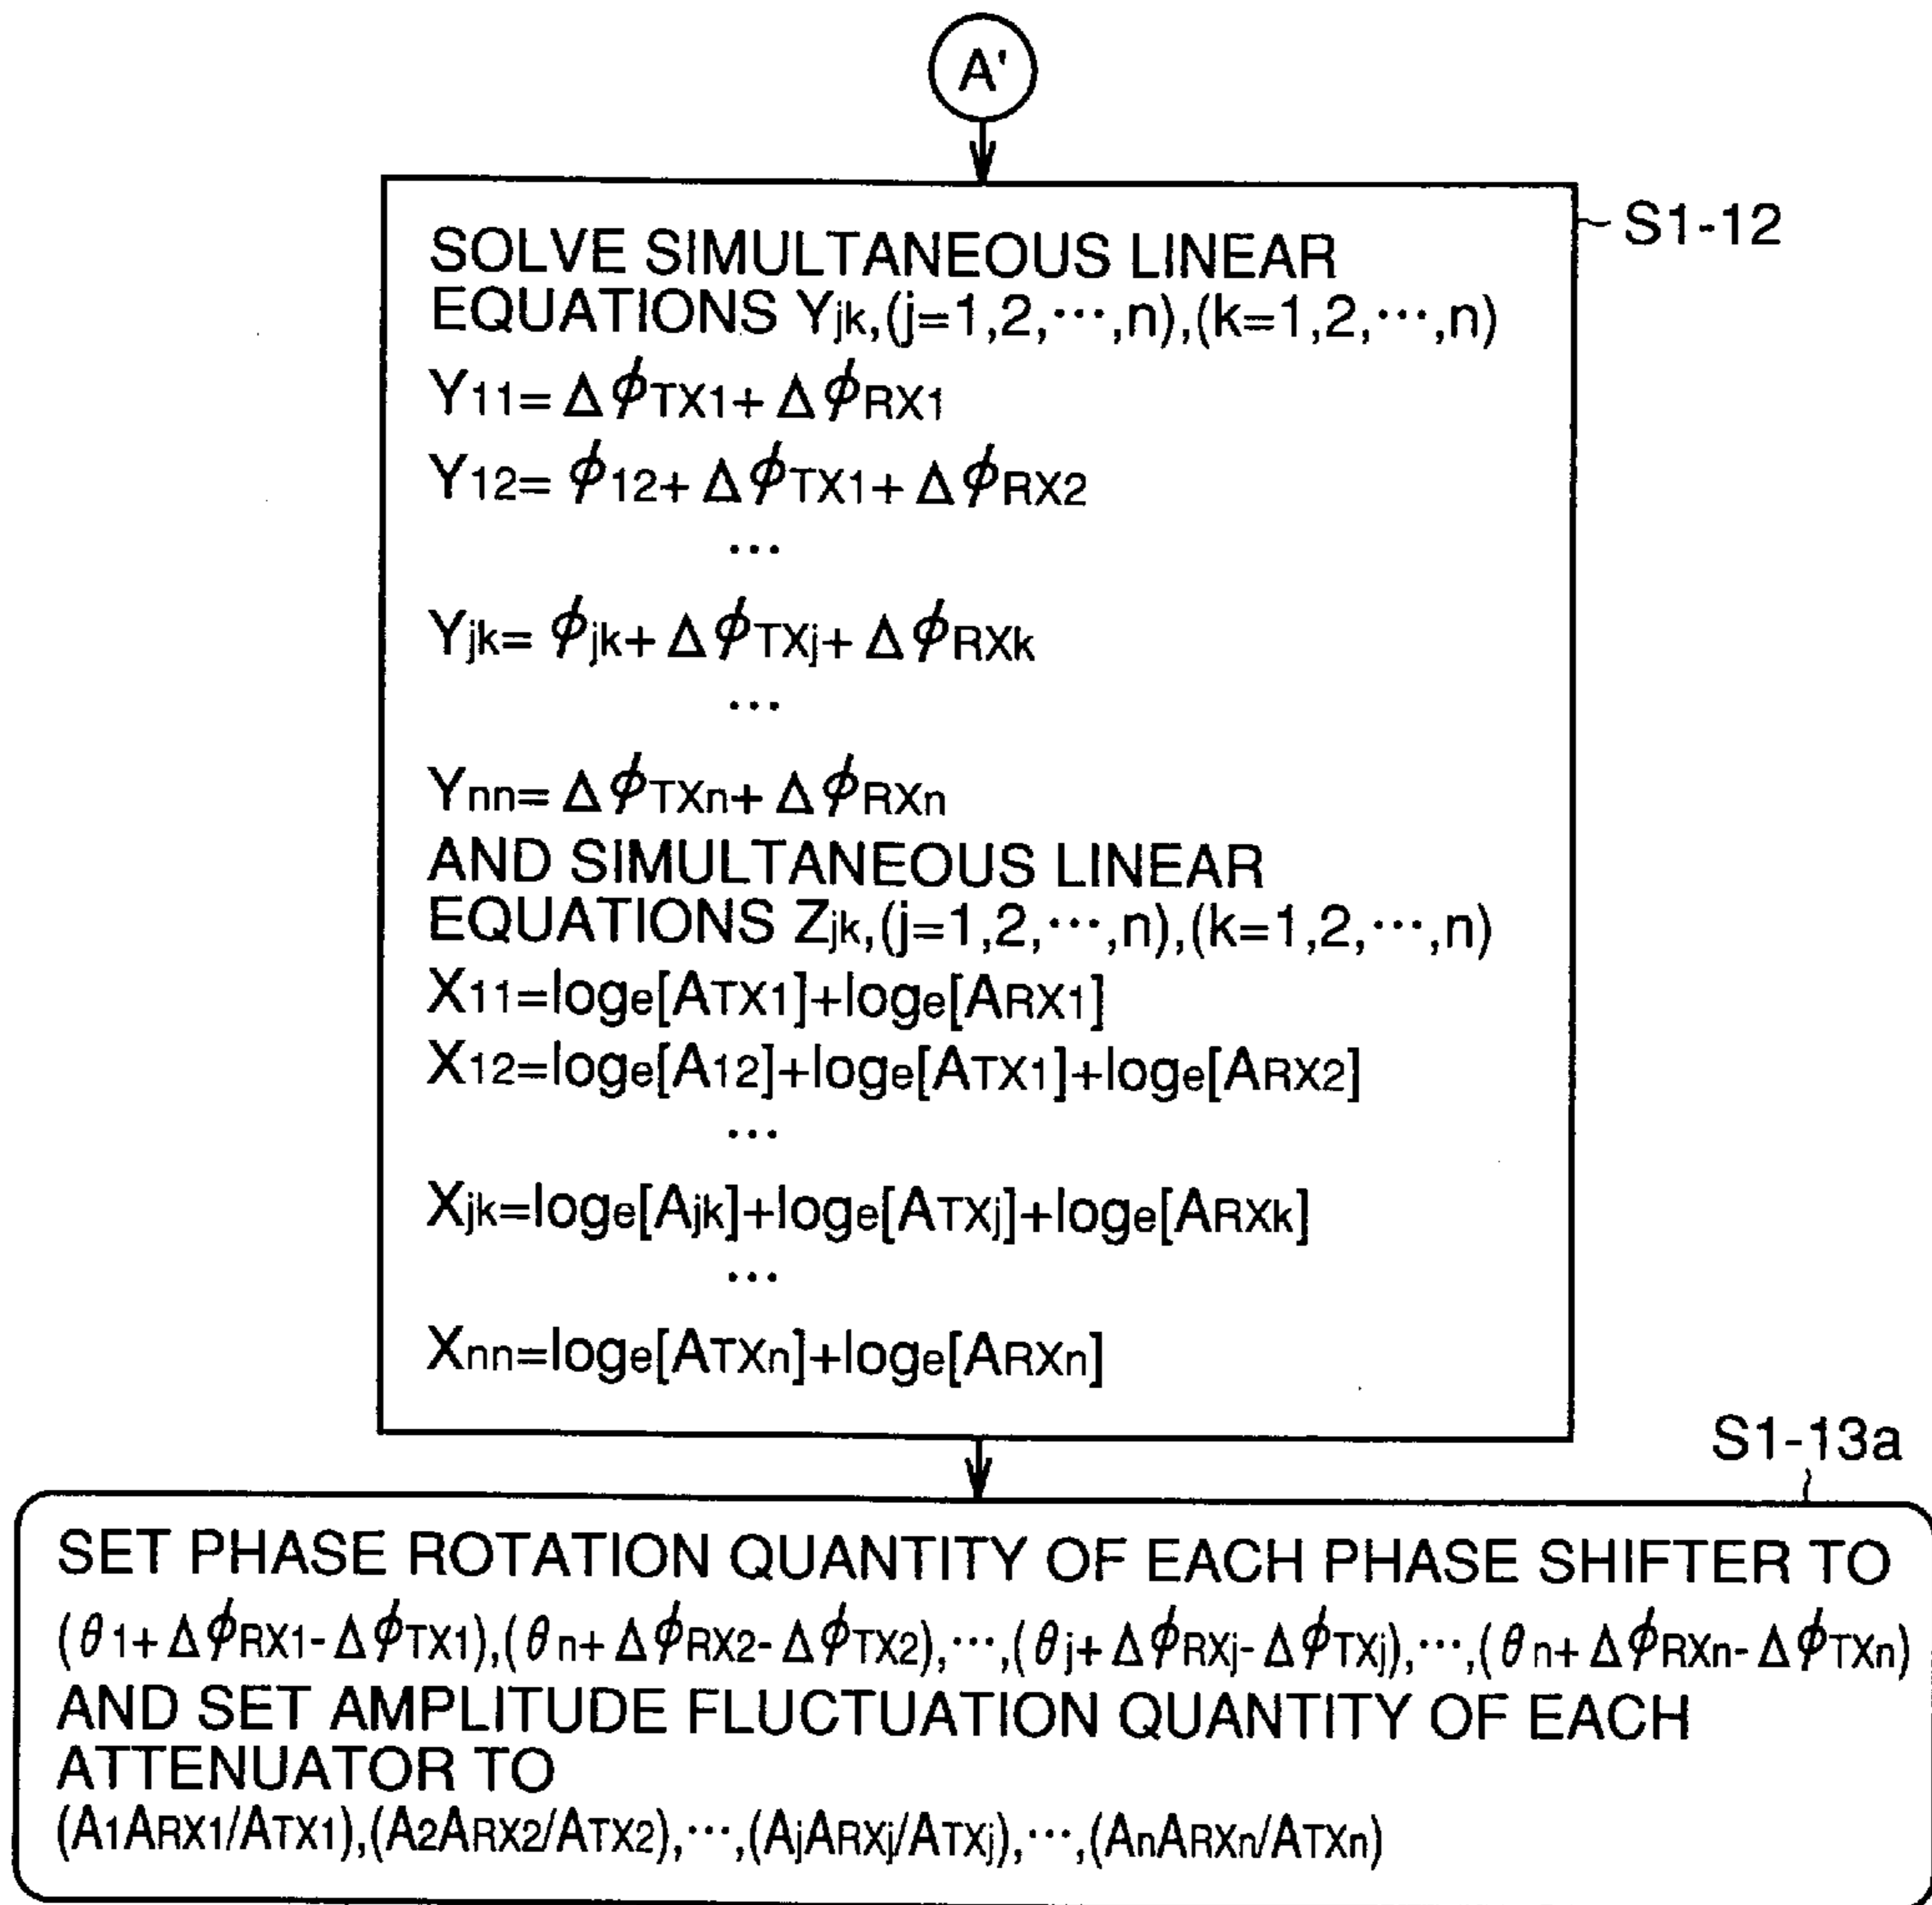 A'
S1-12
SOLVE SIMULTANEOUS LINEAR
EQUATIONS Yjk,(j=1,2,···,n),(k=1,2,···,n)
Y11=ΔϕTX1+ΔϕRX1
Y12=ϕ12+ΔϕTX1+ΔϕRX2
···
Yjk=ϕjk+ΔϕTXj+ΔϕRXk
···
Ynn=ΔϕTXn+ΔϕRXn
AND SIMULTANEOUS LINEAR
EQUATIONS Zjk,(j=1,2,···,n),(k=1,2,···,n)
X11=loge[ATX1]+loge[ARX1]
X12=loge[A12]+loge[ATX1]+loge[ARX2]
···
Xjk=loge[Ajk]+loge[ATXj]+loge[ARXk]
···
Xnn=loge[ATXn]+loge[ARXn]
S1-13a
SET PHASE ROTATION QUANTITY OF EACH PHASE SHIFTER TO
(θ1+ΔϕRX1-ΔϕTX1),(θn+ΔϕRX2-ΔϕTX2),···,(θj+ΔϕRXj-ΔϕTXj),···,(θn+ΔϕRXn-ΔϕTXn)
AND SET AMPLITUDE FLUCTUATION QUANTITY OF EACH
ATTENUATOR TO
(A1ARX1/ATX1),(A2ARX2/ATX2),···,(AjARXj/ATXj),···,(AnARXn/ATXn)